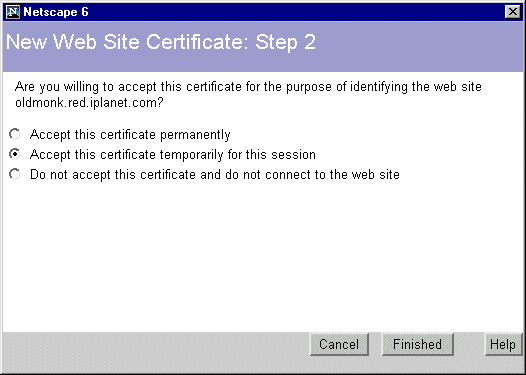 Netscape 6
New Web Site Certificate: Step 2
Are you willing to accept this certificate for the purpose of identifying the web site
oldmonk.red.iplanet.com?
Accept this certificate permanently
Accept this certificate temporarily for this session
Do not accept this certificate and do not connect to the web site
Cancel Finished Help